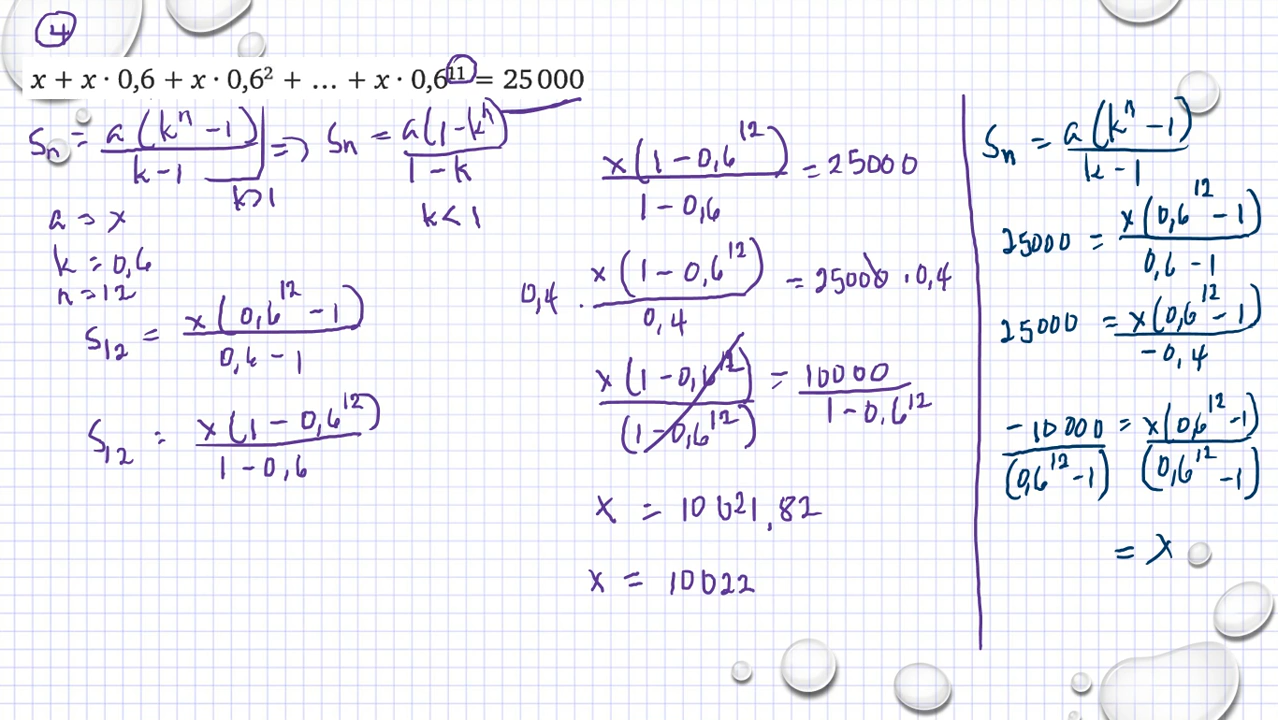 4
x + x · 0,6 + x · 0,6² + … + x · 0,6¹¹ = 25 000
Sₙ = a(kⁿ − 1) / k − 1 ⇒ Sₙ = a(1 − kⁿ) / 1 − k
k > 1
k < 1
a = x
k = 0,6
n = 12
S₁₂ = x(0,6¹² − 1) / 0,6 − 1
S₁₂ = x(1 − 0,6¹²) / 1 − 0,6
x(1 − 0,6¹²) / 1 − 0,6 = 25000
0,4 · x(1 − 0,6¹²) / 0,4 = 25000 · 0,4
x(1 − 0,6¹²) / (1 − 0,6¹²) = 10000 / 1 − 0,6¹²
x = 10021,82
x = 10022
Sₙ = a(kⁿ − 1) / k − 1
25000 = x(0,6¹² − 1) / 0,6 − 1
25000 = x(0,6¹² − 1) / −0,4
−10000 / (0,6¹² − 1) = x(0,6¹² − 1) / (0,6¹² − 1)
= x